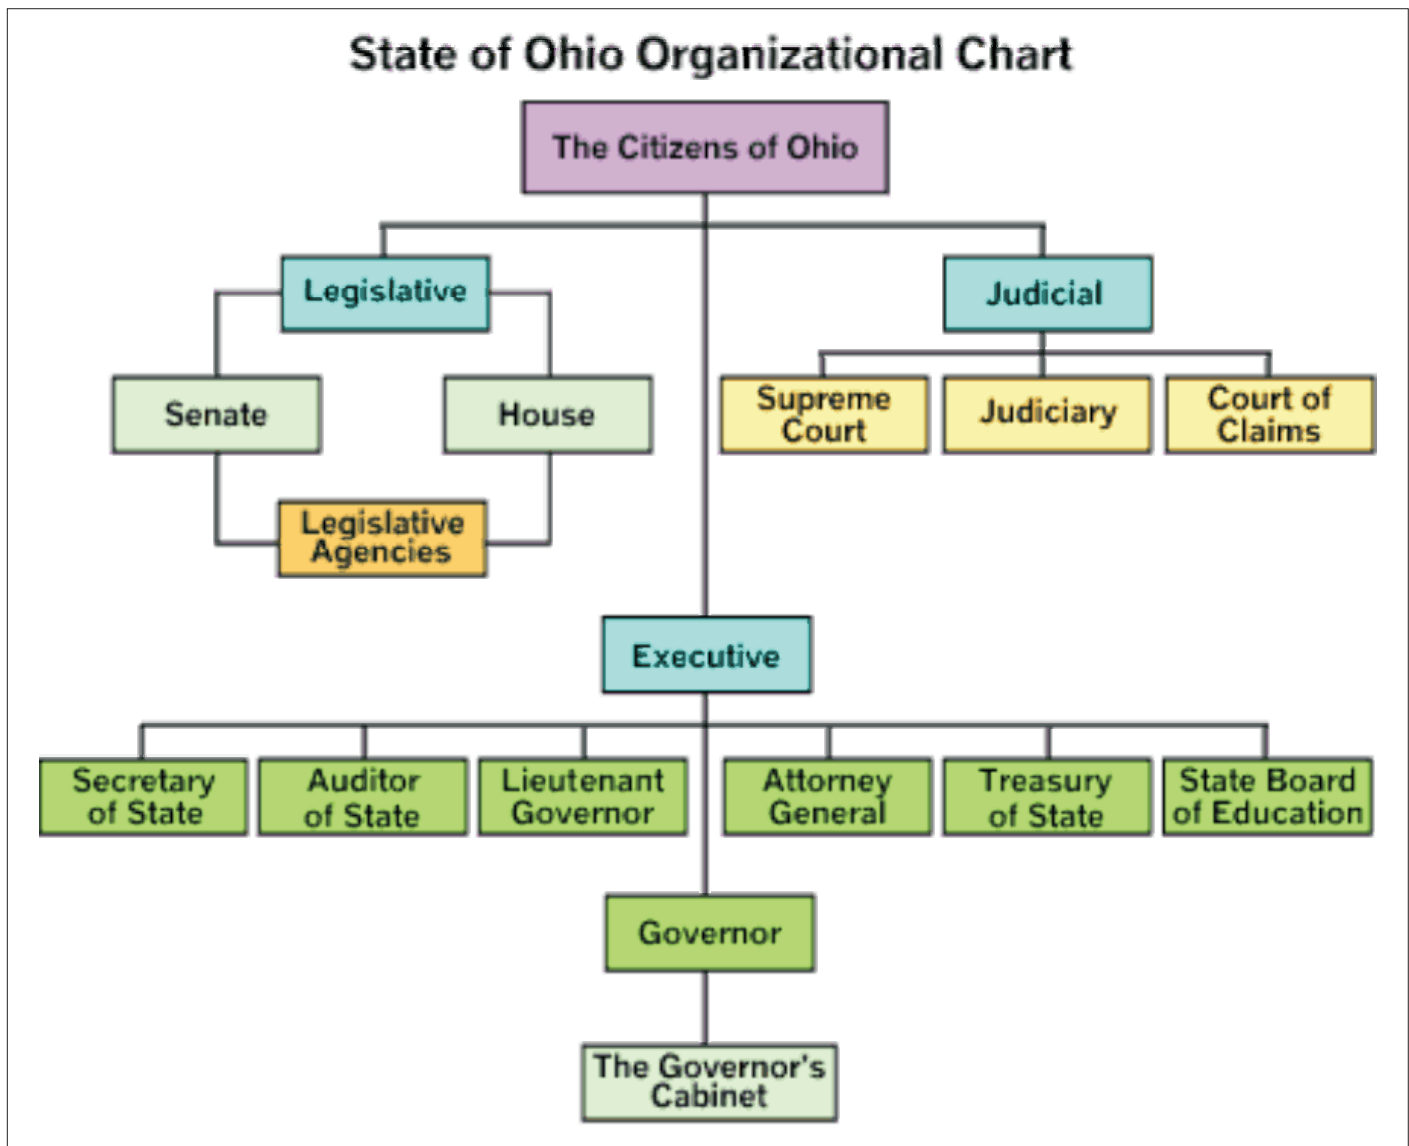 State of Ohio Organizational Chart
The Citizens of Ohio
Legislative
Judicial
Senate
House
Supreme
Court
Judiciary
Court of
Claims
Legislative
Agencies
Executive
Secretary
of State
Auditor
of State
Lieutenant
Governor
Attorney
General
Treasury
of State
State Board
of Education
Governor
The Governor's
Cabinet